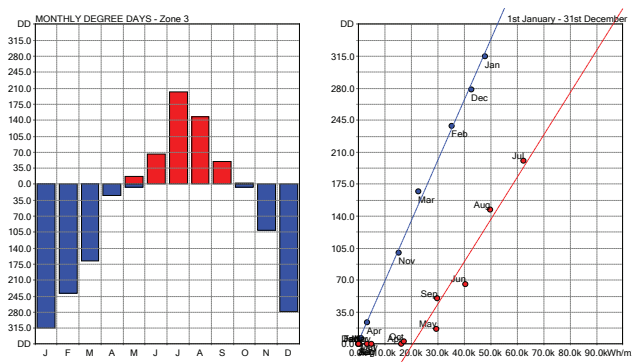 DD
MONTHLY DEGREE DAYS - Zone 3
315.0
280.0
245.0
210.0
175.0
140.0
105.0
70.0
35.0
0.0
35.0
70.0
105.0
140.0
175.0
210.0
245.0
280.0
315.0
DD
J F M A M J J A S O N D
DD
1st January - 31st December
315.0
280.0
245.0
210.0
175.0
140.0
105.0
70.0
35.0
Jan
Dec
Feb
Jul
Mar
Aug
Nov
Jun
Sep
May
Apr
Oct
20.0k 30.0k 40.0k 50.0k 60.0k 70.0k 80.0k 90.0kWh/m